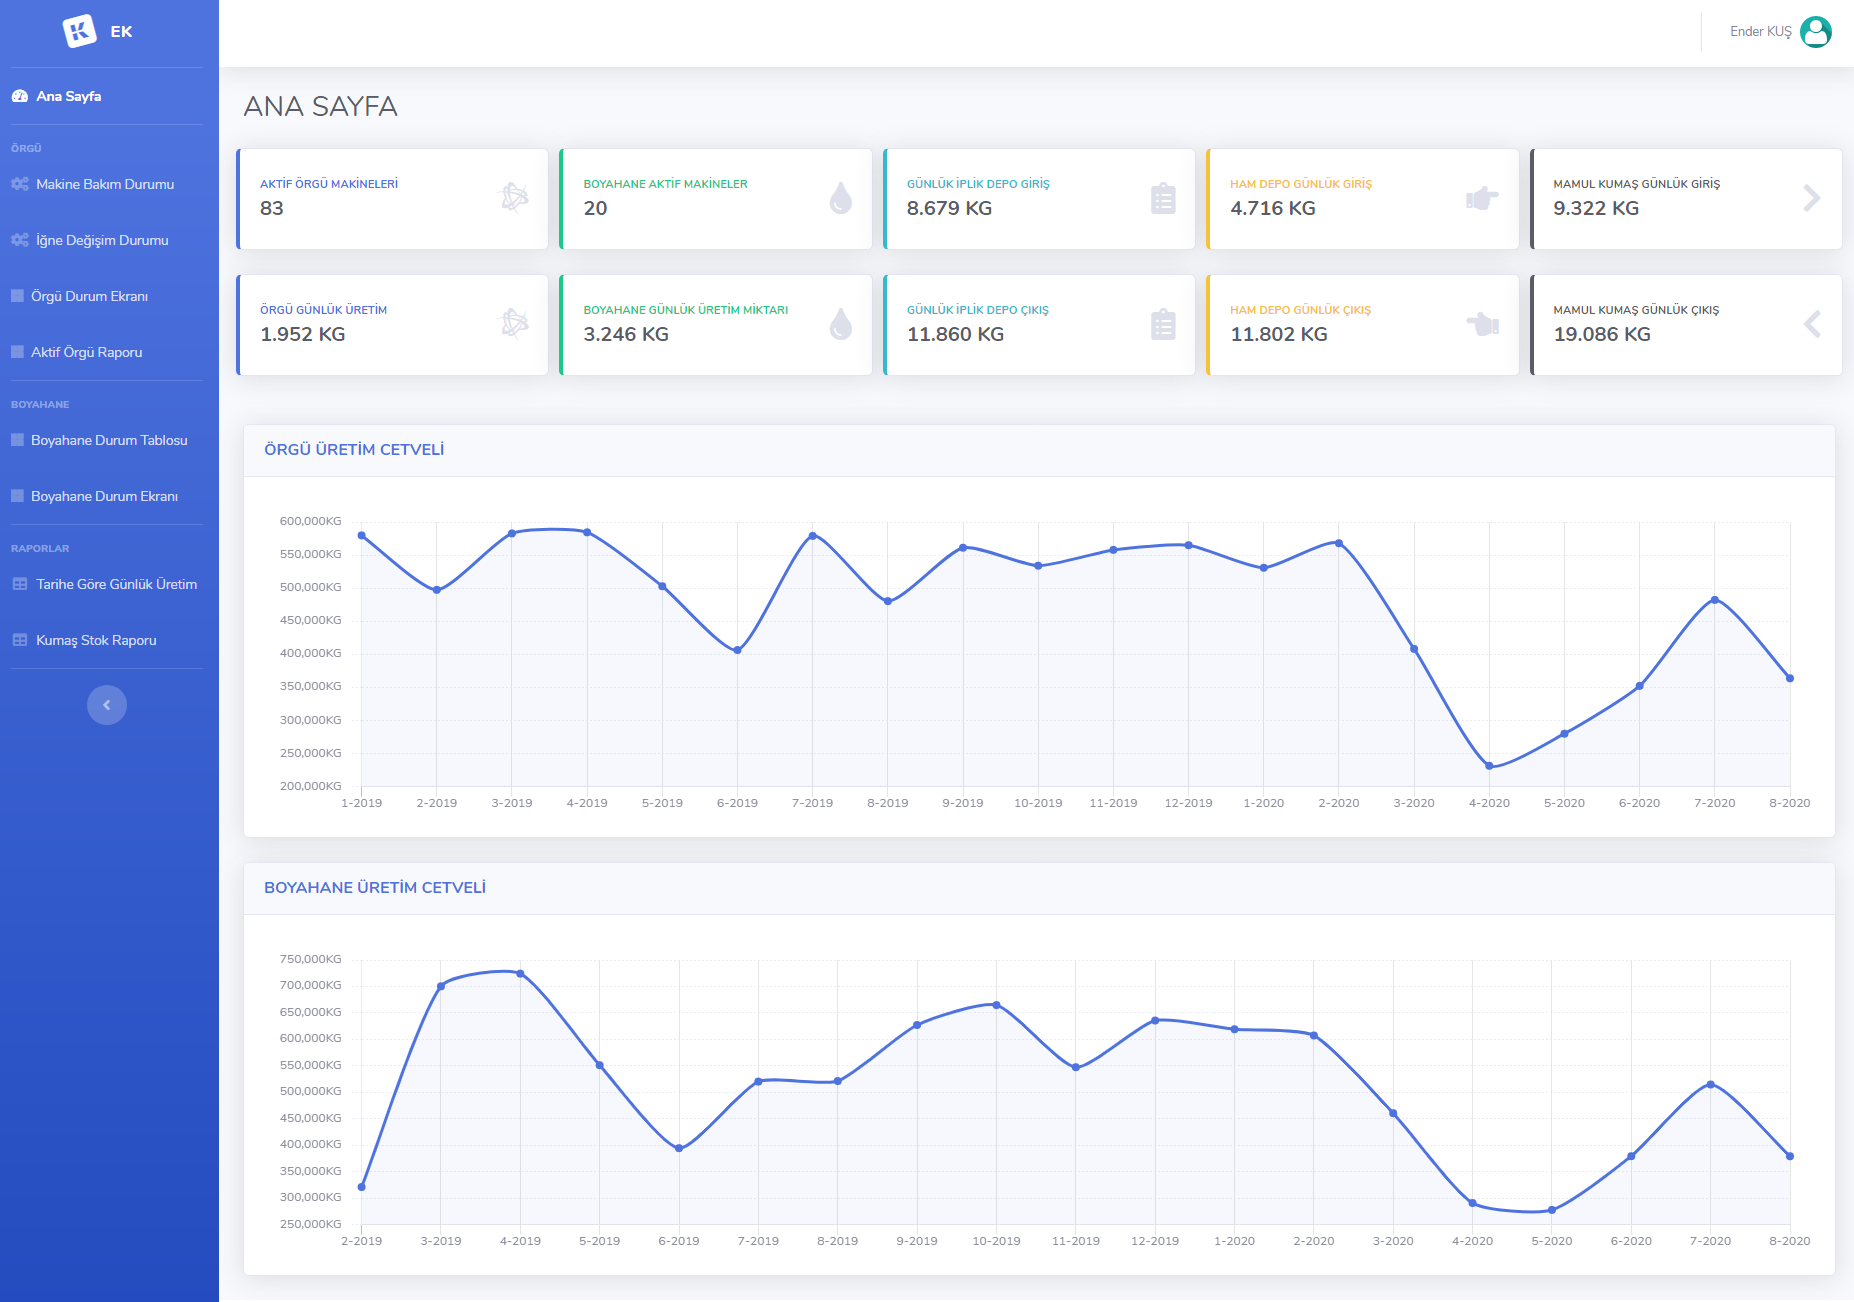 EK
Ender KUŞ
Ana Sayfa
ÖRGÜ
Makine Bakım Durumu
İğne Değişim Durumu
Örgü Durum Ekranı
Aktif Örgü Raporu
BOYAHANE
Boyahane Durum Tablosu
Boyahane Durum Ekranı
RAPORLAR
Tarihe Göre Günlük Üretim
Kumaş Stok Raporu
ANA SAYFA
AKTİF ÖRGÜ MAKİNELERİ
83
BOYAHANE AKTİF MAKİNELER
20
GÜNLÜK İPLİK DEPO GİRİŞ
8.679 KG
HAM DEPO GÜNLÜK GİRİŞ
4.716 KG
MAMUL KUMAŞ GÜNLÜK GİRİŞ
9.322 KG
ÖRGÜ GÜNLÜK ÜRETİM
1.952 KG
BOYAHANE GÜNLÜK ÜRETİM MİKTARI
3.246 KG
GÜNLÜK İPLİK DEPO ÇIKIŞ
11.860 KG
HAM DEPO GÜNLÜK ÇIKIŞ
11.802 KG
MAMUL KUMAŞ GÜNLÜK ÇIKIŞ
19.086 KG
ÖRGÜ ÜRETİM CETVELİ
600,000KG
550,000KG
500,000KG
450,000KG
400,000KG
350,000KG
300,000KG
250,000KG
200,000KG
1-2019 2-2019 3-2019 4-2019 5-2019 6-2019 7-2019 8-2019 9-2019 10-2019 11-2019 12-2019 1-2020 2-2020 3-2020 4-2020 5-2020 6-2020 7-2020 8-2020
BOYAHANE ÜRETİM CETVELİ
750,000KG
700,000KG
650,000KG
600,000KG
550,000KG
500,000KG
450,000KG
400,000KG
350,000KG
300,000KG
250,000KG
2-2019 3-2019 4-2019 5-2019 6-2019 7-2019 8-2019 9-2019 10-2019 11-2019 12-2019 1-2020 2-2020 3-2020 4-2020 5-2020 6-2020 7-2020 8-2020